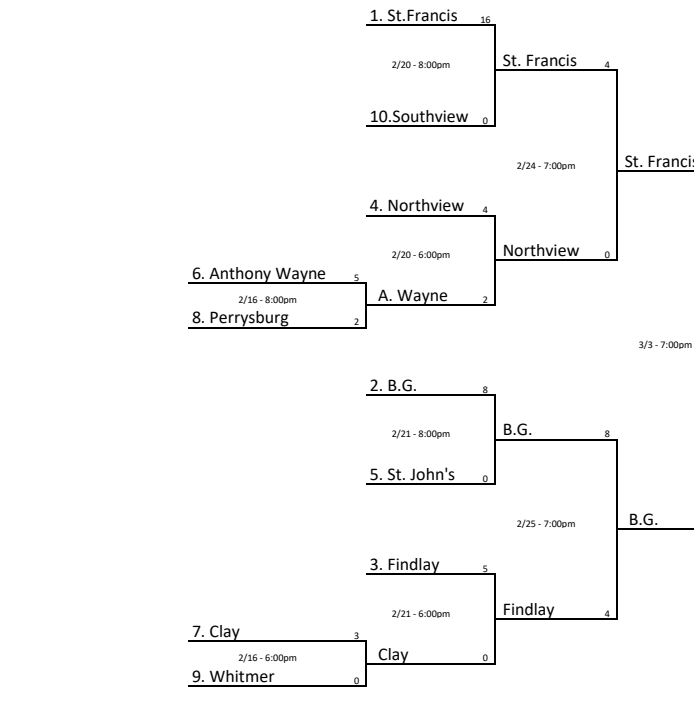 1. St.Francis 16
2/20 - 8:00pm
St. Francis 4
10.Southview 0
2/24 - 7:00pm
St. Francis
4. Northview 4
2/20 - 6:00pm
Northview 0
6. Anthony Wayne 5
2/16 - 8:00pm
A. Wayne 2
8. Perrysburg 2
3/3 - 7:00pm
2. B.G. 8
2/21 - 8:00pm
B.G. 8
5. St. John's 0
2/25 - 7:00pm
B.G.
3. Findlay 5
2/21 - 6:00pm
Findlay 4
7. Clay 3
2/16 - 6:00pm
Clay 0
9. Whitmer 0